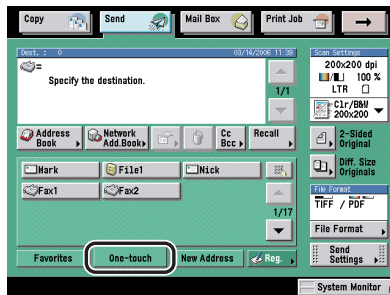 Copy Send Mail Box Print Job
Dest. : 0 03/14/2006 11:39 Scan Settings
=
200x200 dpi
Specify the destination.
100 %
LTR
1/1
Clr/B&W
200x200
Address Book Network Add.Book Cc Bcc Recall
2-Sided Original
Mark File1 Nick
Diff. Size Originals
Fax1 Fax2
File Format
TIFF / PDF
1/17
File Format
Favorites One-touch New Address Reg.
Send Settings
System Monitor